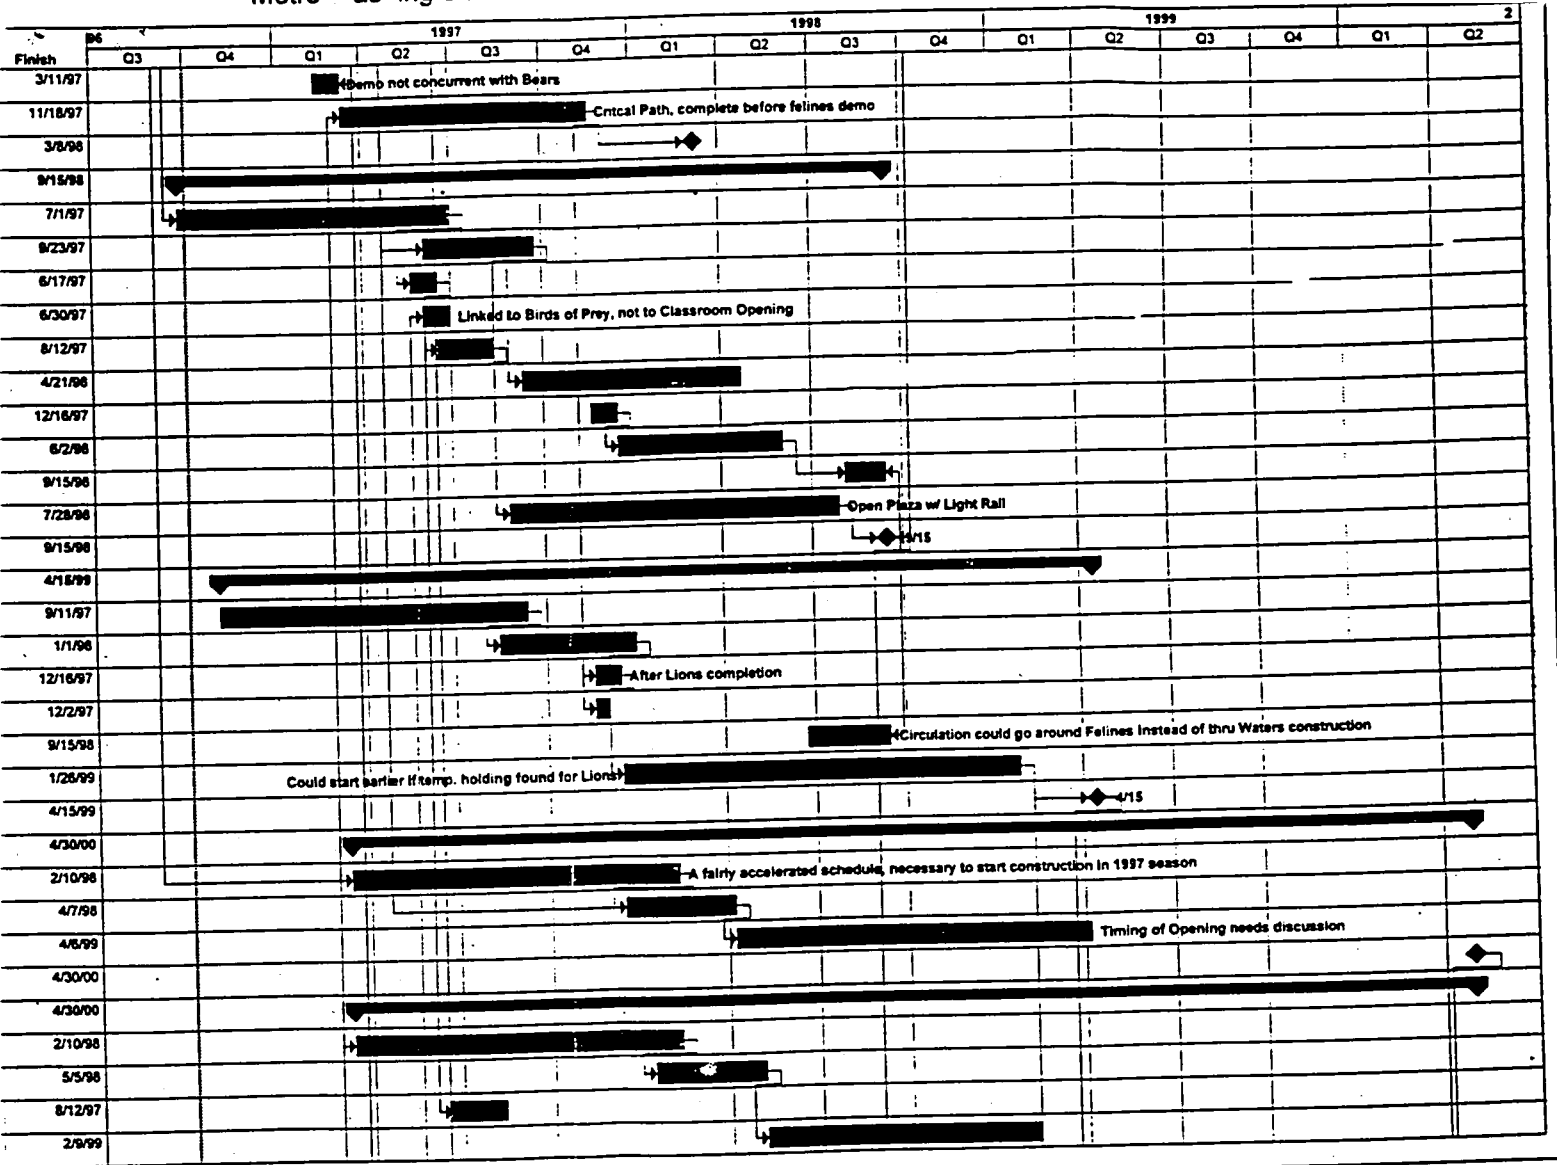 1997 1998 1999 2
96
Finish Q3 Q4 Q1 Q2 Q3 Q4 Q1 Q2 Q3 Q4 Q1 Q2 Q3 Q4 Q1 Q2
3/11/97 Demo not concurrent with Bears
11/18/97 Critcal Path, complete before felines demo
3/8/98
9/15/98
7/1/97
9/23/97
6/17/97
6/30/97 Linked to Birds of Prey, not to Classroom Opening
8/12/97
4/21/98
12/16/97
6/2/98
9/15/98
7/28/98 Open Plaza w/ Light Rail
9/15/98 9/15
4/15/99
9/11/97
1/1/98
12/16/97 After Lions completion
12/2/97
9/15/98 Circulation could go around Felines Instead of thru Waters construction
1/26/99 Could start earlier if temp. holding found for Lions
4/15/99 4/15
4/30/00
2/10/98 A fairly accelerated schedule, necessary to start construction in 1997 season
4/7/98
4/6/99 Timing of Opening needs discussion
4/30/00
4/30/00
2/10/98
5/5/98
8/12/97
2/9/99